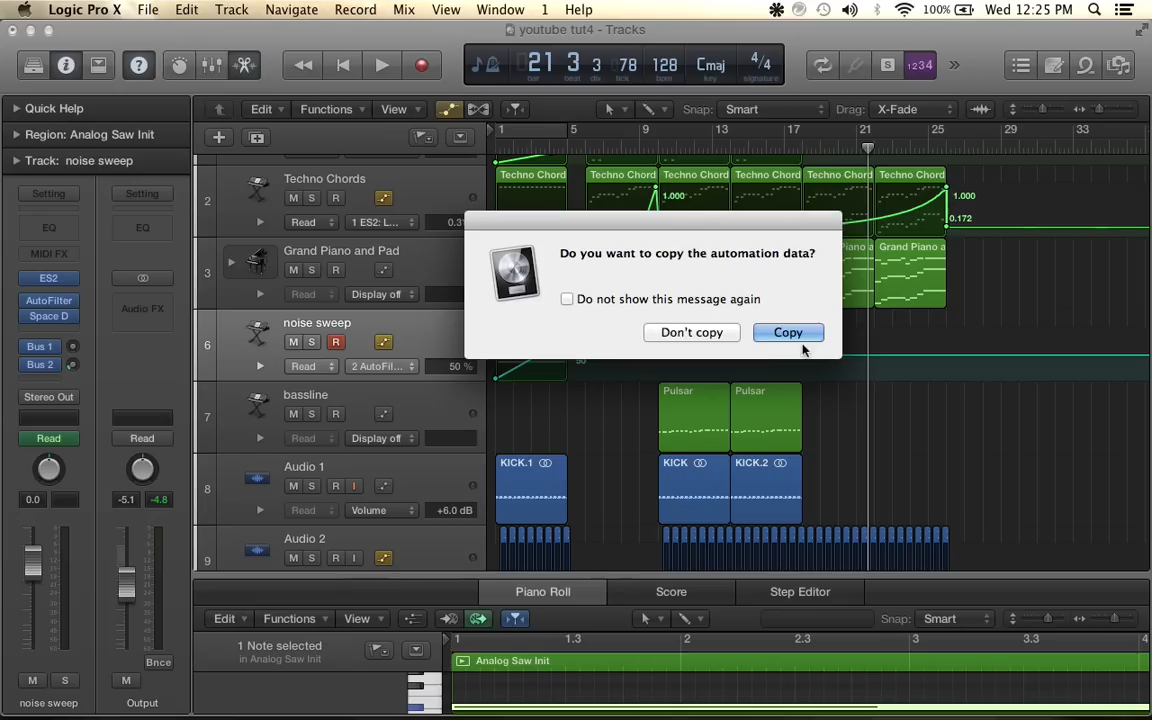 Logic Pro X File Edit Track Navigate Record Mix View Window 1 Help 100% Wed 12:25 PM
youtube tut4 - Tracks
21 3 3 78 128 Cmaj 4/4
bar beat tick key signature
1234
Quick Help
Region: Analog Saw Init
Track: noise sweep
Edit Functions View Snap: Smart Drag: X-Fade
1 5 9 13 17 21 25 29 33
Setting Setting
EQ EQ
MIDI FX
ES2
AutoFilter
Space D
Audio FX
Bus 1
Bus 2
Stereo Out
Read Read
0.0 -5.1 -4.8
Bnce
M S M
noise sweep Output
2 Techno Chords
M S R
Read 1 ES2: L...
Techno Chord Techno Chord Techno Chord Techno Chord Techno Chord Techno Chord
1.000 1.000
0.172
3 Grand Piano and Pad
M S R
Read Display off
Grand Piano a
Do you want to copy the automation data?
Do not show this message again
Don't copy Copy
6 noise sweep
M S R
Read 2 AutoFil... 50 %
7 bassline
M S R
Read Display off
Pulsar Pulsar
8 Audio 1
M S R I
Read Volume +6.0 dB
KICK.1 KICK KICK.2
9 Audio 2
M S R I
Piano Roll Score Step Editor
Edit Functions View Snap: Smart
1 Note selected
in Analog Saw Init
1 1.3 2 2.3 3 3.3 4
Analog Saw Init